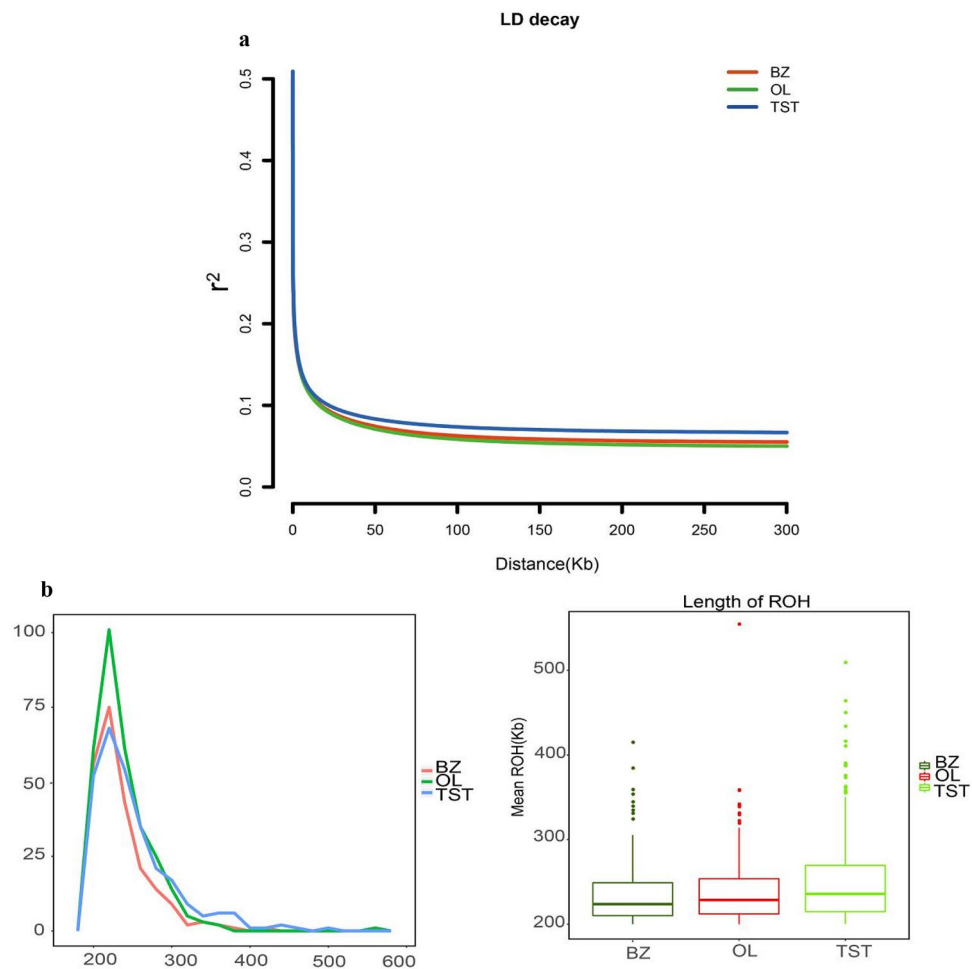 LD decay
a
r2
0.5
0.4
0.3
0.2
0.1
0.0
BZ
OL
TST
0 50 100 150 200 250 300
Distance(Kb)
b
100
75
50
25
0
200 300 400 500 600
BZ
OL
TST
Length of ROH
Mean ROH(Kb)
500
400
300
200
BZ OL TST
BZ
OL
TST